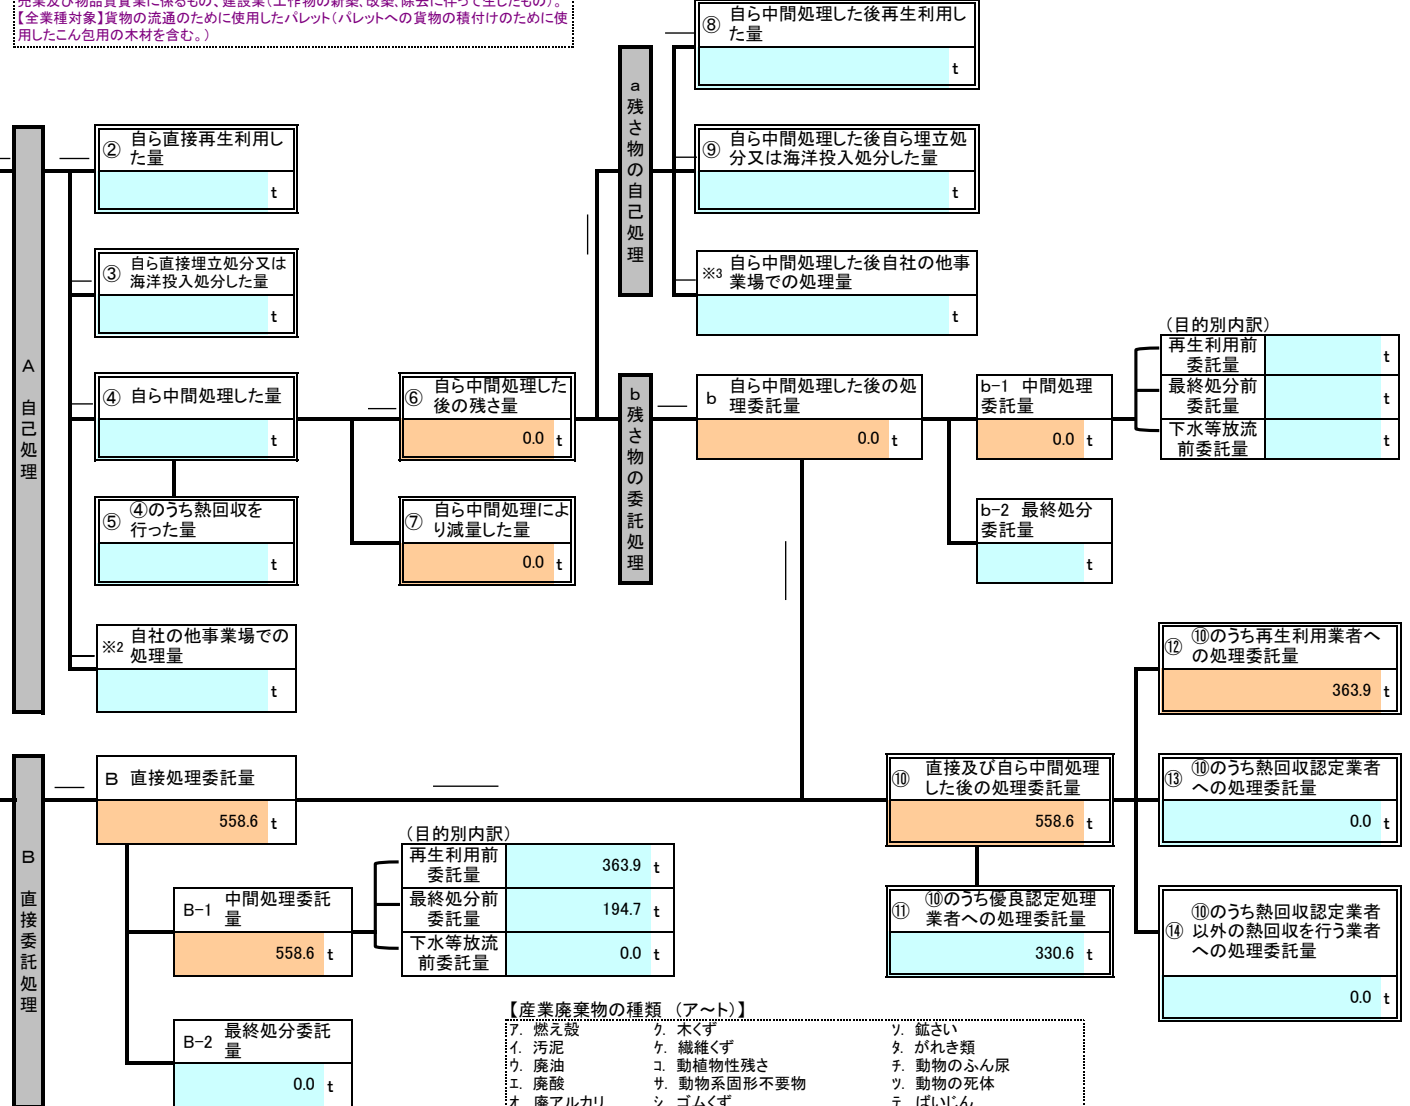 【全業種対象】貨物の流通のために使用したパレット(パレットへの貨物の積付けのために使
用したこん包用の木材を含む。)
⑧ 自ら中間処理した後再生利用し
た量
t
a 残さ物の自己処理
② 自ら直接再生利用し
た量
t
⑨ 自ら中間処理した後自ら埋立処
分又は海洋投入処分した量
t
③ 自ら直接埋立処分又は
海洋投入処分した量
t
※3 自ら中間処理した後自社の他事
業場での処理量
t
A 自己処理
④ 自ら中間処理した量
t
⑥ 自ら中間処理した
後の残さ量
0.0 t
b 残さ物の委託処理
b 自ら中間処理した後の処
理委託量
0.0 t
b-1 中間処理
委託量
0.0 t
(目的別内訳)
再生利用前
委託量
t
最終処分前
委託量
t
下水等放流
前委託量
t
⑤ ④のうち熱回収を
行った量
t
⑦ 自ら中間処理によ
り減量した量
0.0 t
b-2 最終処分
委託量
t
※2 自社の他事業場での
処理量
t
⑫ ⑩のうち再生利用業者へ
の処理委託量
363.9 t
B 直接委託処理
B 直接処理委託量
558.6 t
⑩ 直接及び自ら中間処理
した後の処理委託量
558.6 t
⑬ ⑩のうち熱回収認定業者
への処理委託量
0.0 t
(目的別内訳)
再生利用前
委託量
363.9 t
最終処分前
委託量
194.7 t
下水等放流
前委託量
0.0 t
B-1 中間処理委託
量
558.6 t
⑪ ⑩のうち優良認定処理
業者への処理委託量
330.6 t
⑭ ⑩のうち熱回収認定業者
以外の熱回収を行う業者
への処理委託量
0.0 t
B-2 最終処分委託
量
0.0 t
【産業廃棄物の種類 (ア~ト)】
ア. 燃え殻 ク. 木くず ソ. 鉱さい
イ. 汚泥 ケ. 繊維くず タ. がれき類
ウ. 廃油 コ. 動植物性残さ チ. 動物のふん尿
エ. 廃酸 サ. 動物系固形不要物 ツ. 動物の死体
オ. 廃アルカリ シ. ゴムくず テ. ばいじん